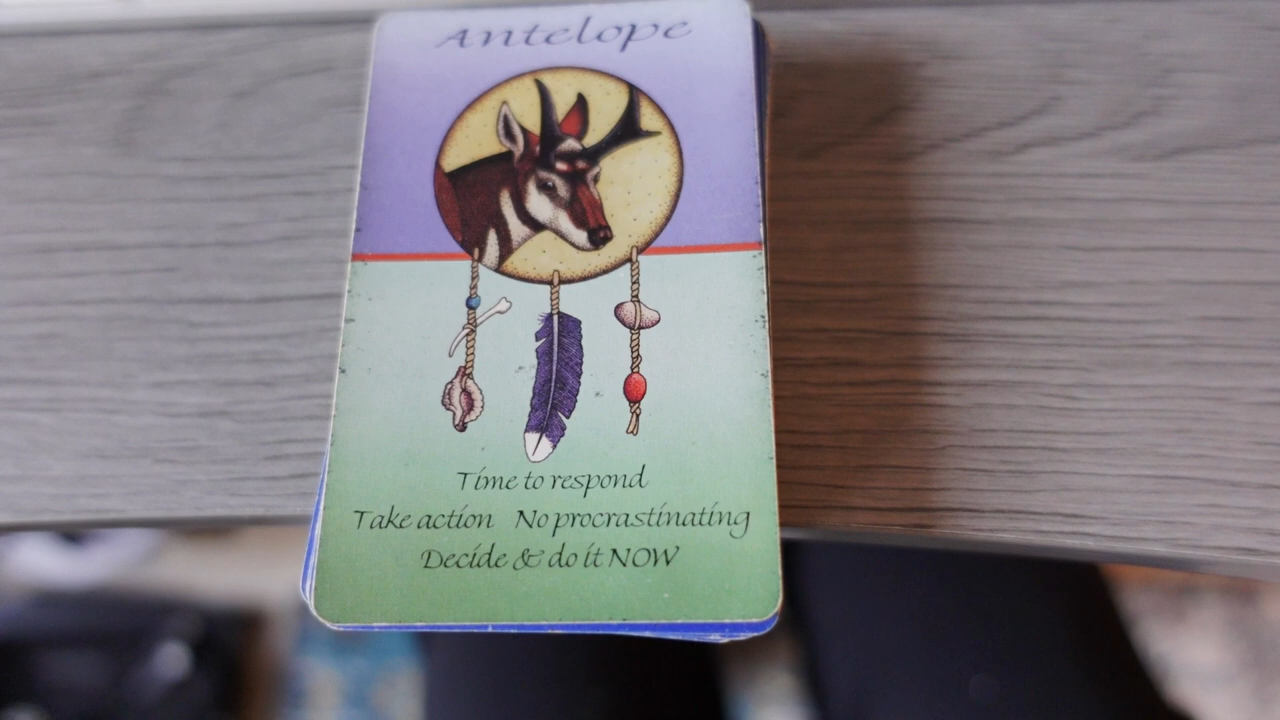 Antelope
Time to respond
Take action No procrastinating
Decide & do it NOW